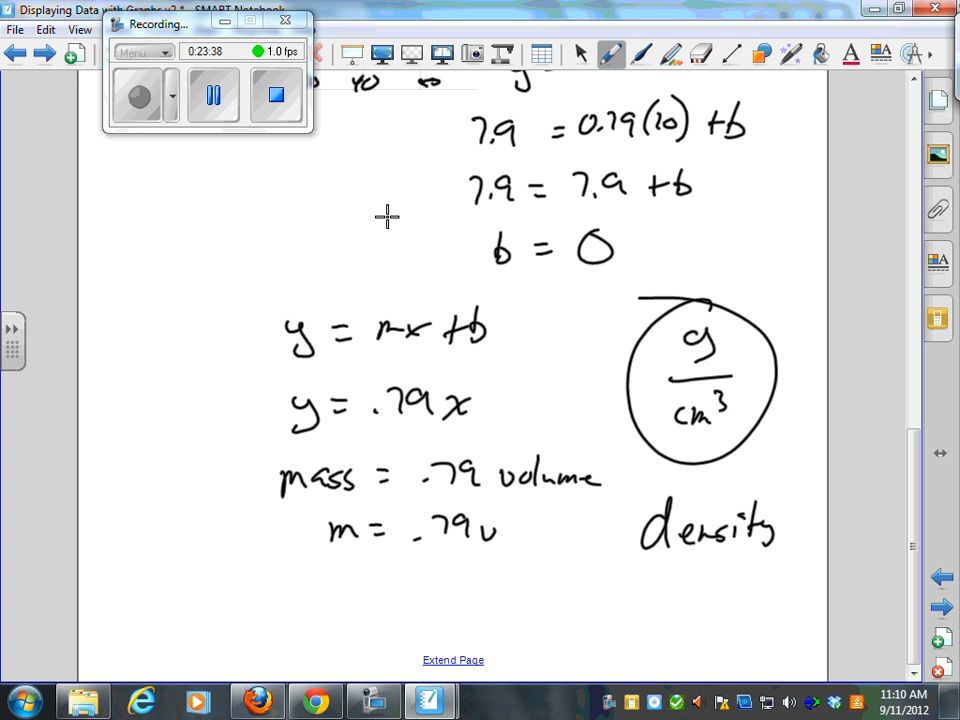 Displaying Data with Graphs v2 * - SMART Notebook
Recording...
File Edit View
Menu 0:23:38 1.0 fps
y =
7.9 = 0.79(10) + b
7.9 = 7.9 + b
b = 0
y = mx + b
g
cm³
y = .79 x
mass = .79 volume
m = .79 v
density
Extend Page
11:10 AM
9/11/2012